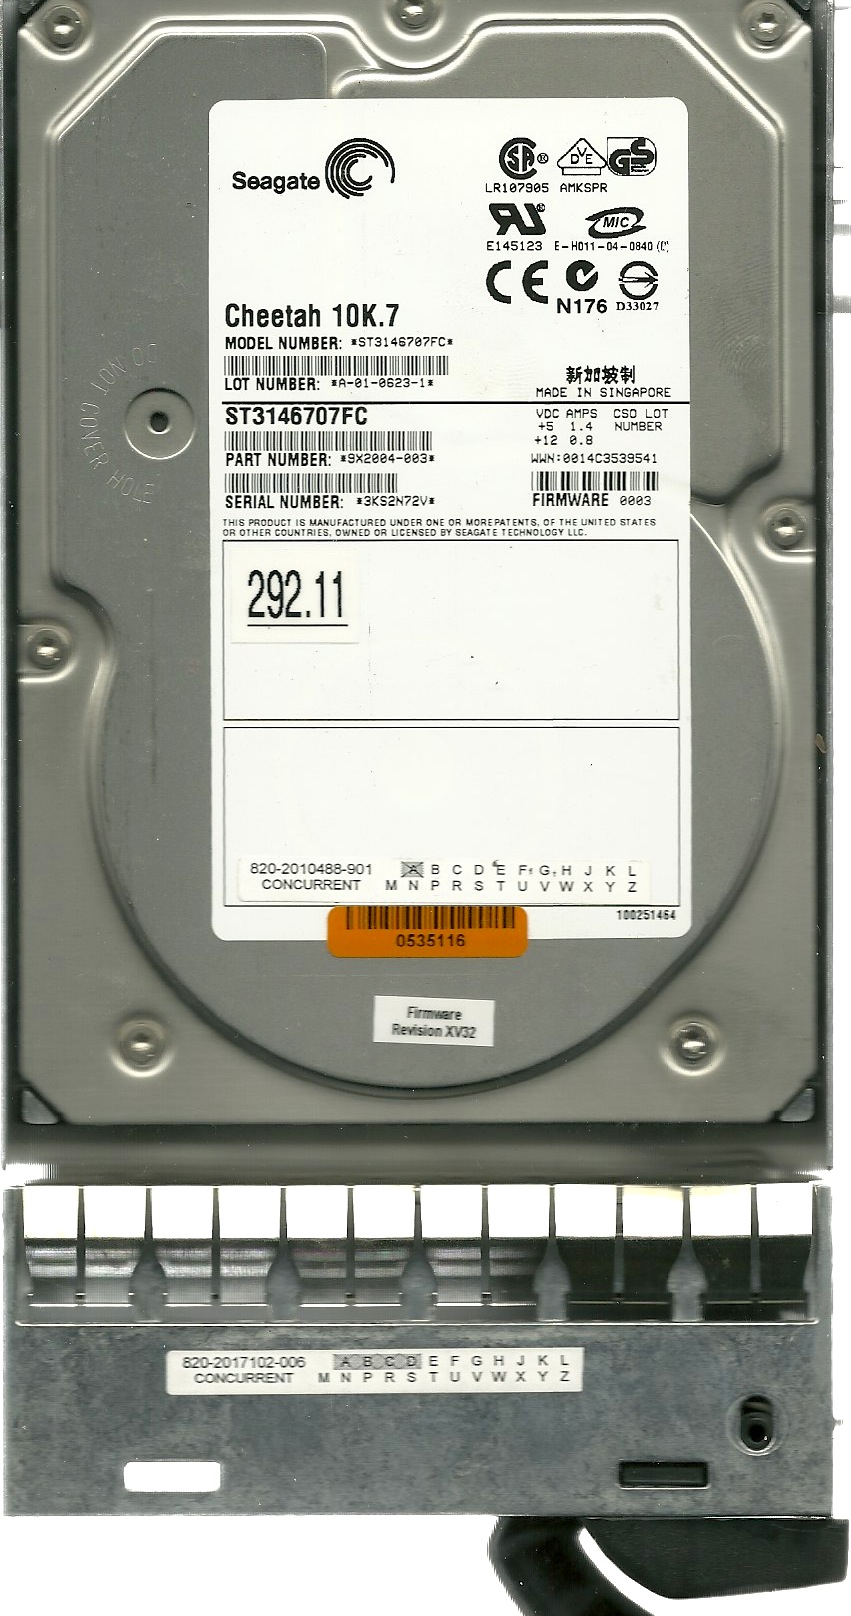 Seagate
LR107905 AMKSPR
E145123 E-H011-04-0840
MIC
N176 D33027
Cheetah 10K.7
MODEL NUMBER: *ST3146707FC*
LOT NUMBER: *A-01-0623-1*
新加坡制
MADE IN SINGAPORE
ST3146707FC
VDC AMPS CSO LOT
+5 1.4 NUMBER
+12 0.8
PART NUMBER: *9X2004-003*
WWN:0014C3539541
SERIAL NUMBER: *3KS2N72V*
FIRMWARE 0003
THIS PRODUCT IS MANUFACTURED UNDER ONE OR MORE PATENTS, OF THE UNITED STATES
OR OTHER COUNTRIES, OWNED OR LICENSED BY SEAGATE TECHNOLOGY LLC.
DO NOT COVER HOLE
292.11
820-2010488-901 A B C D E F G H J K L
CONCURRENT M N P R S T U V W X Y Z
100251464
0535116
Firmware
Revision XV32
820-2017102-006 A B C D E F G H J K L
CONCURRENT M N P R S T U V W X Y Z